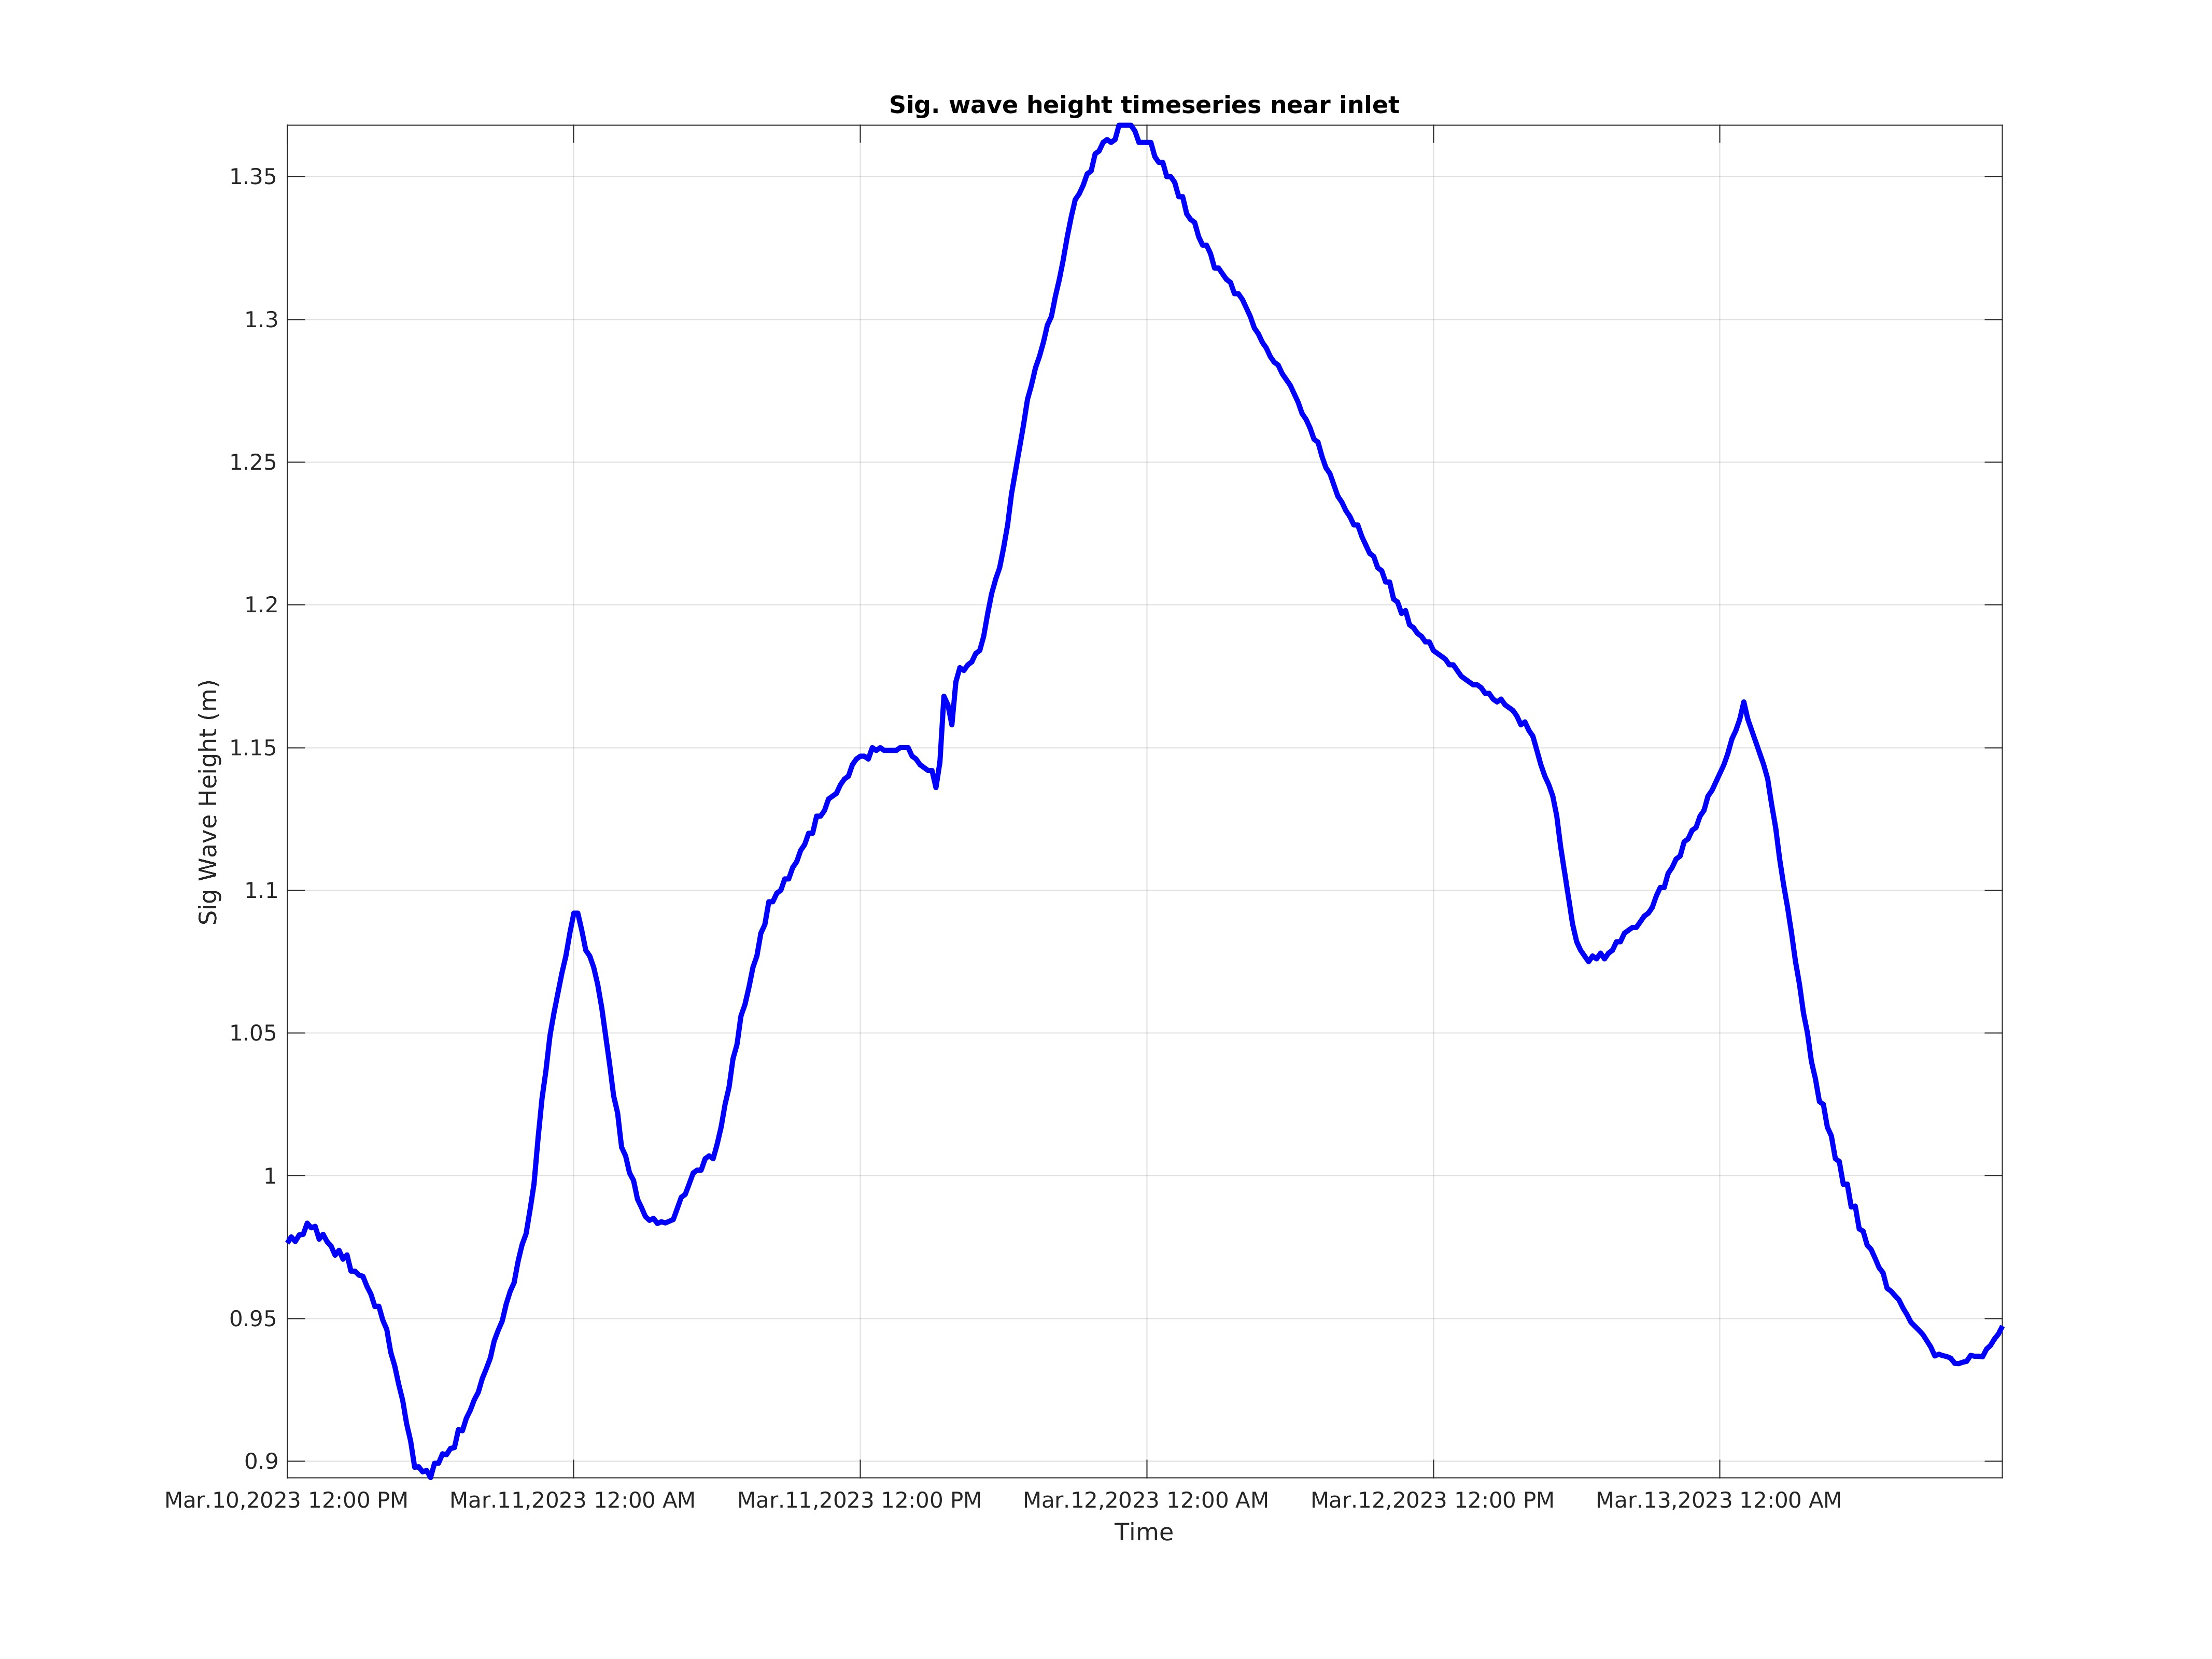 Sig. wave height timeseries near inlet
1.35
1.3
1.25
1.2
1.15
1.1
1.05
1
0.95
0.9
Sig Wave Height (m)
Mar.10,2023 12:00 PM Mar.11,2023 12:00 AM Mar.11,2023 12:00 PM Mar.12,2023 12:00 AM Mar.12,2023 12:00 PM Mar.13,2023 12:00 AM
Time